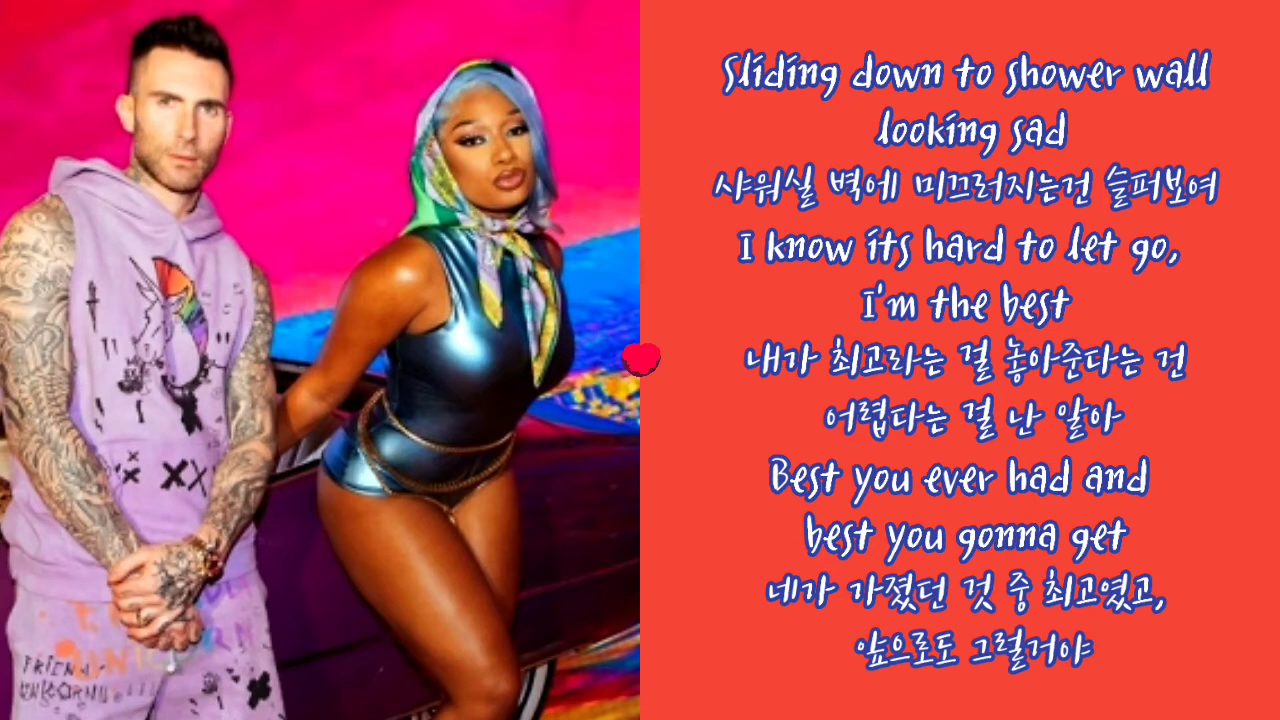 Sliding down to shower wall
looking sad
샤워실 벽에 미끄러지는건 슬퍼보여
I know its hard to let go,
I'm the best
내가 최고라는 걸 놓아준다는 건
어렵다는 걸 난 알아
Best you ever had and
best you gonna get
네가 가졌던 것 중 최고였고,
앞으로도 그럴거야
XX